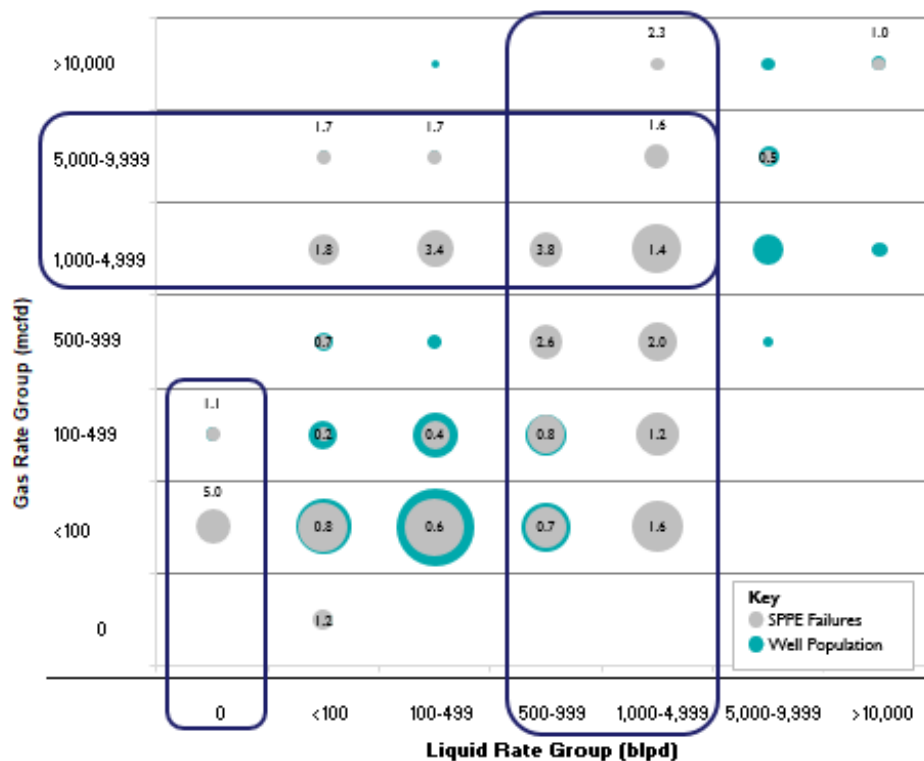 2.3 1.0
>10,000
1.7 1.7 1.6
5,000-9,999 0.5
1,000-4,999 1.8 3.4 3.8 1.4
500-999 0.7 2.6 2.0
1.1
100-499 0.2 0.4 0.8 1.2
5.0
<100 0.8 0.6 0.7 1.6
0 1.2
Key
SPPE Failures
Well Population
0 <100 100-499 500-999 1,000-4,999 5,000-9,999 >10,000
Liquid Rate Group (blpd)
Gas Rate Group (mcfd)